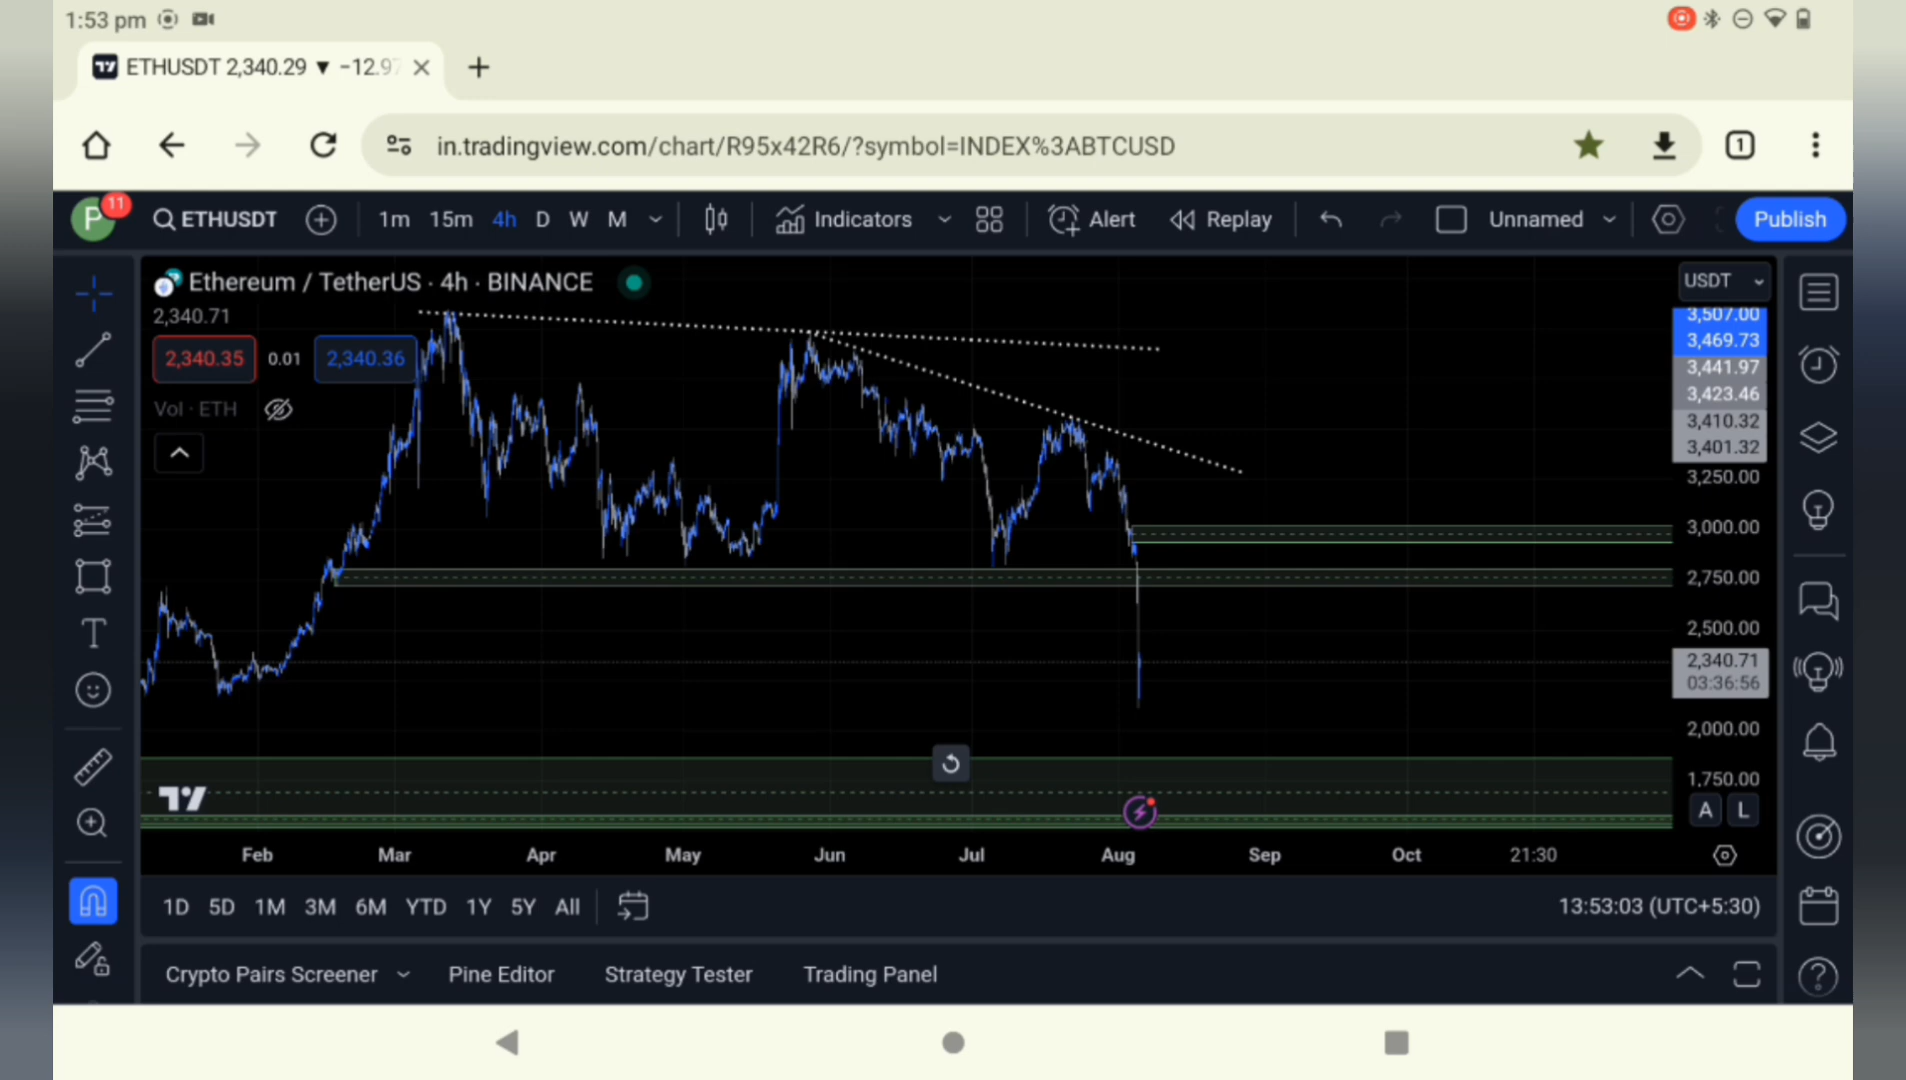 1:53 pm
ETHUSDT 2,340.29 ▼ −12.97
in.tradingview.com/chart/R95x42R6/?symbol=INDEX%3ABTCUSD
1
P
11
ETHUSDT
1m 15m 4h D W M
Indicators
Alert
Replay
Unnamed
Publish
Ethereum / TetherUS · 4h · BINANCE
USDT
2,340.71
2,340.35 0.01 2,340.36
Vol · ETH
3,507.00
3,469.73
3,441.97
3,423.46
3,410.32
3,401.32
3,250.00
3,000.00
2,750.00
2,500.00
2,340.71
03:36:56
2,000.00
1,750.00
A L
Feb Mar Apr May Jun Jul Aug Sep Oct 21:30
1D 5D 1M 3M 6M YTD 1Y 5Y All
13:53:03 (UTC+5:30)
Crypto Pairs Screener Pine Editor Strategy Tester Trading Panel